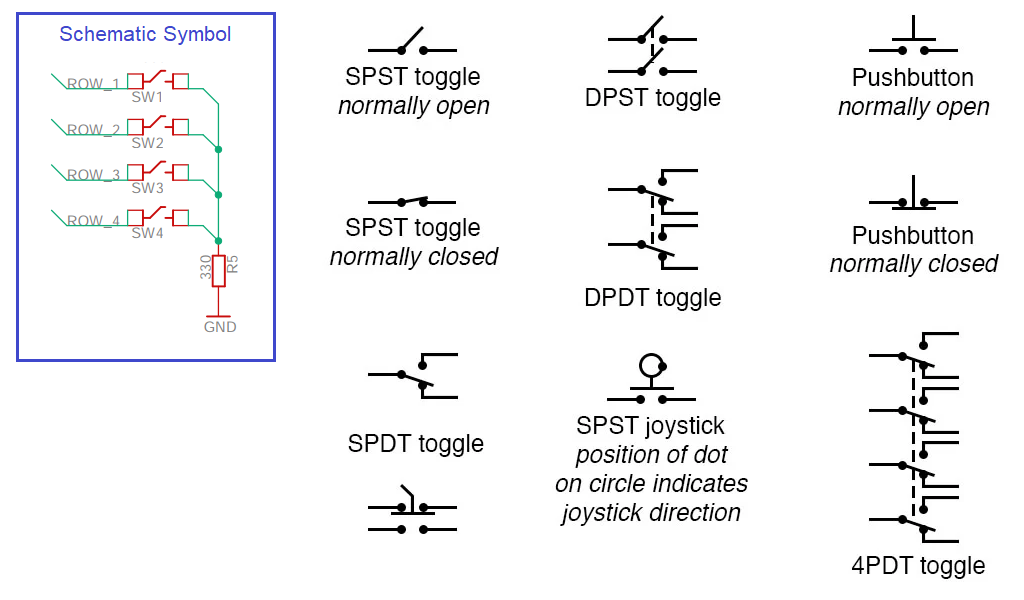 Schematic Symbol
ROW_1
SW1
ROW_2
SW2
ROW_3
SW3
ROW_4
SW4
330
R5
GND
SPST toggle
normally open
DPST toggle
Pushbutton
normally open
SPST toggle
normally closed
DPDT toggle
Pushbutton
normally closed
SPDT toggle
SPST joystick
position of dot
on circle indicates
joystick direction
4PDT toggle